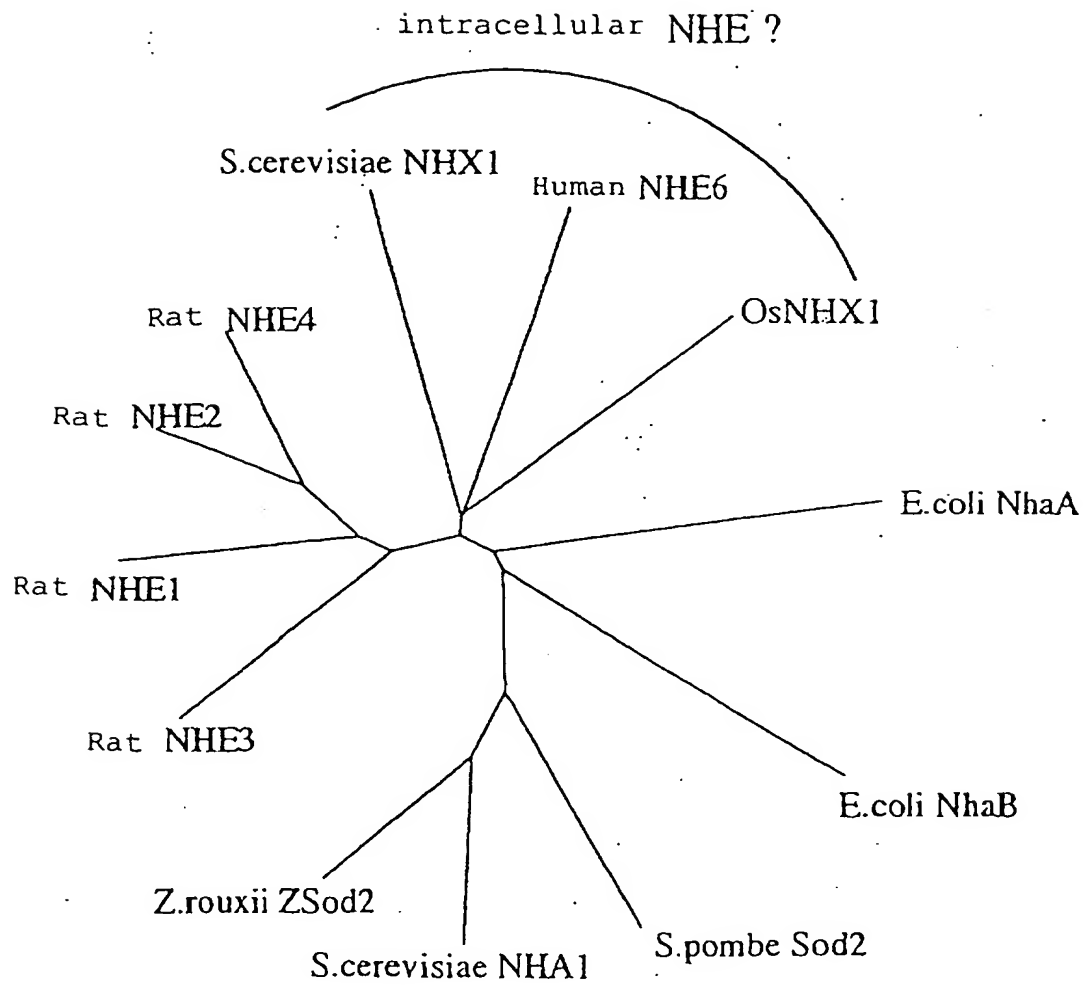 intracellular NHE ?
S.cerevisiae NHX1
Human NHE6
Rat NHE4
OsNHX1
Rat NHE2
E.coli NhaA
Rat NHE1
Rat NHE3
E.coli NhaB
Z.rouxii ZSod2
S.cerevisiae NHA1
S.pombe Sod2